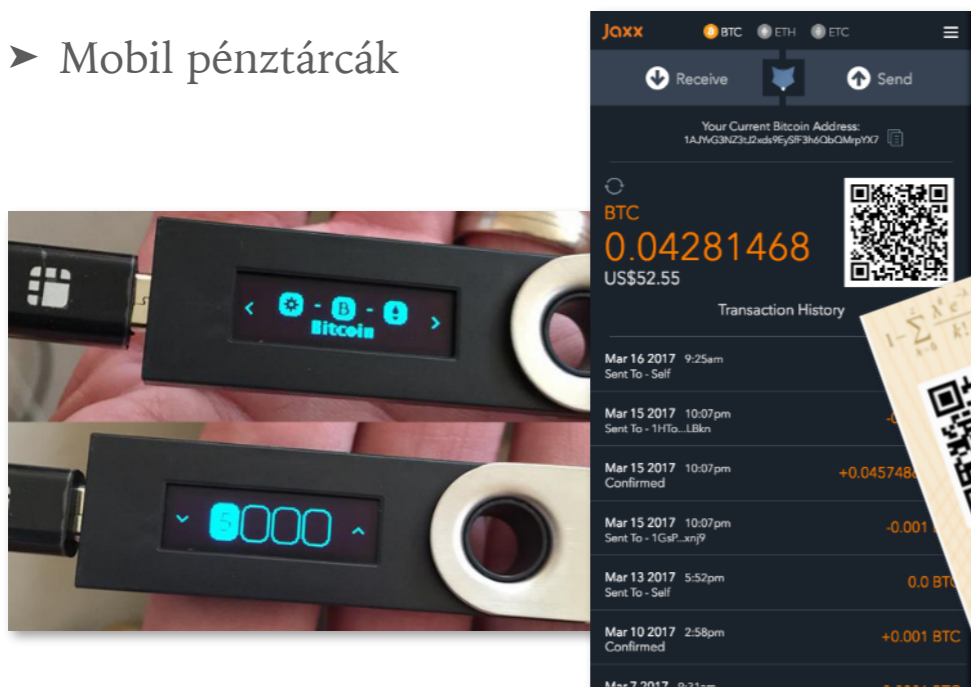 ➤ Mobil pénztárcák
Bitcoin
5
Jaxx
BTC ETH ETC
Receive Send
Your Current Bitcoin Address:
BTC
0.04281468
US$52.55
Transaction History
Mar 16 2017 9:25am
Sent To - Self
Mar 15 2017 10:07pm
Sent To - 1HTo...LBkn
Mar 15 2017 10:07pm
Confirmed
Mar 15 2017 10:07pm
-0.001
Sent To - 1GsP...xnj9
Mar 13 2017 5:52pm
0.0
Sent To - Self
Mar 10 2017 2:58pm
+0.001 BTC
Confirmed